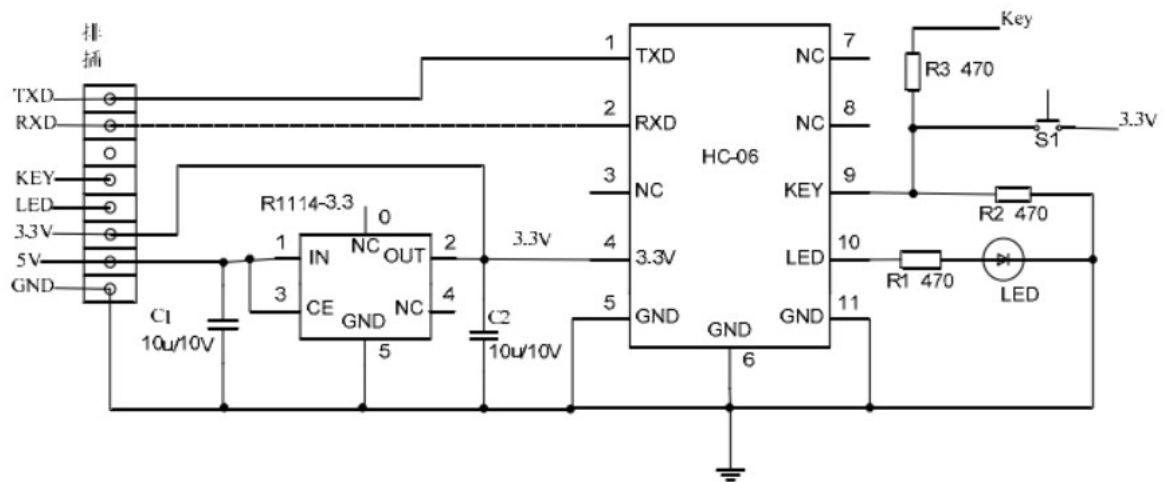 排
插
TXD
RXD
KEY
LED
3.3V
5V
GND
C1
10u/10V
R1114-3.3
0
1
IN
NC
OUT
2
3
CE
GND
NC
4
5
3.3V
C2
10u/10V
1
TXD
2
RXD
3
NC
4
3.3V
5
GND
HC-06
GND
6
7
NC
8
NC
9
KEY
10
LED
11
GND
Key
R3 470
S1
3.3V
R2 470
R1 470
LED